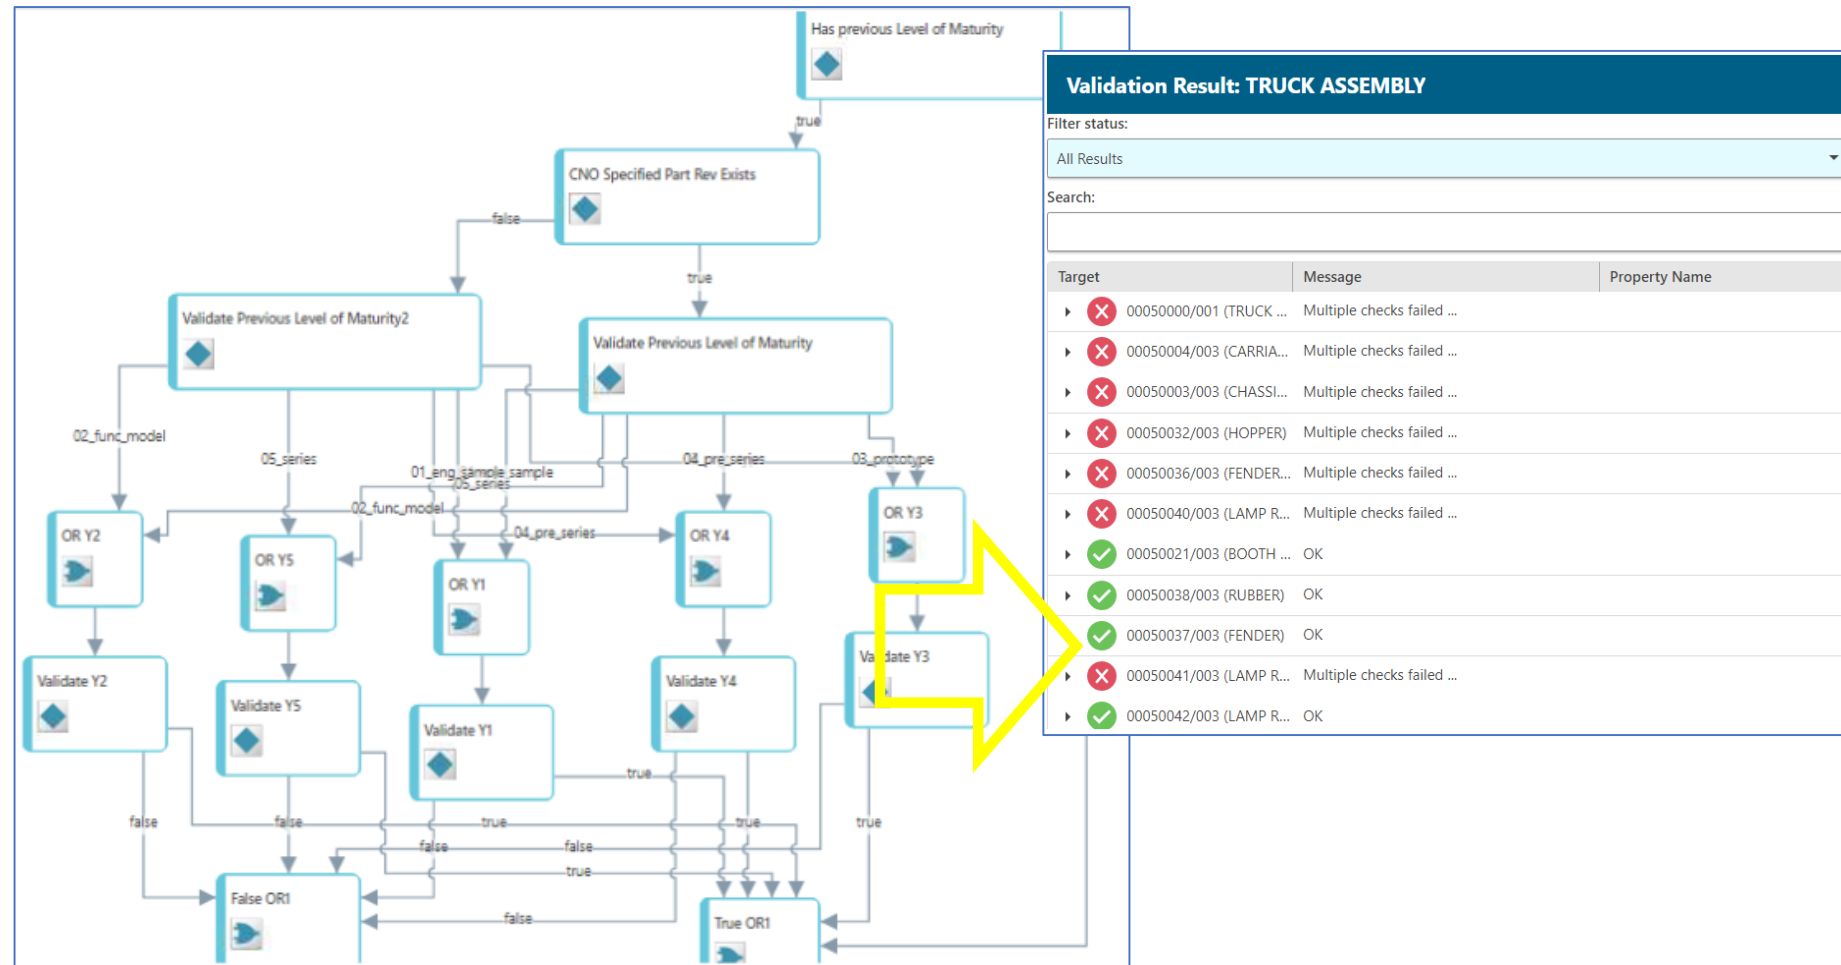 Has previous Level of Maturity
true
CNO Specified Part Rev Exists
false
true
Validate Previous Level of Maturity2
Validate Previous Level of Maturity
02_func_model
05_series
01_eng_sample
sample
05_series
04_pre_series
03_prototype
02_func_model
04_pre_series
OR Y2
OR Y5
OR Y1
OR Y4
OR Y3
Validate Y2
Validate Y5
Validate Y1
Validate Y4
Validate Y3
true
false
false
true
true
true
false
false
true
false
False OR1
True OR1
Validation Result: TRUCK ASSEMBLY
Filter status:
All Results
Search:
Target Message Property Name
00050000/001 (TRUCK ... Multiple checks failed ...
00050004/003 (CARRIA... Multiple checks failed ...
00050003/003 (CHASSI... Multiple checks failed ...
00050032/003 (HOPPER) Multiple checks failed ...
00050036/003 (FENDER... Multiple checks failed ...
00050040/003 (LAMP R... Multiple checks failed ...
00050021/003 (BOOTH ... OK
00050038/003 (RUBBER) OK
00050037/003 (FENDER) OK
00050041/003 (LAMP R... Multiple checks failed ...
00050042/003 (LAMP R... OK